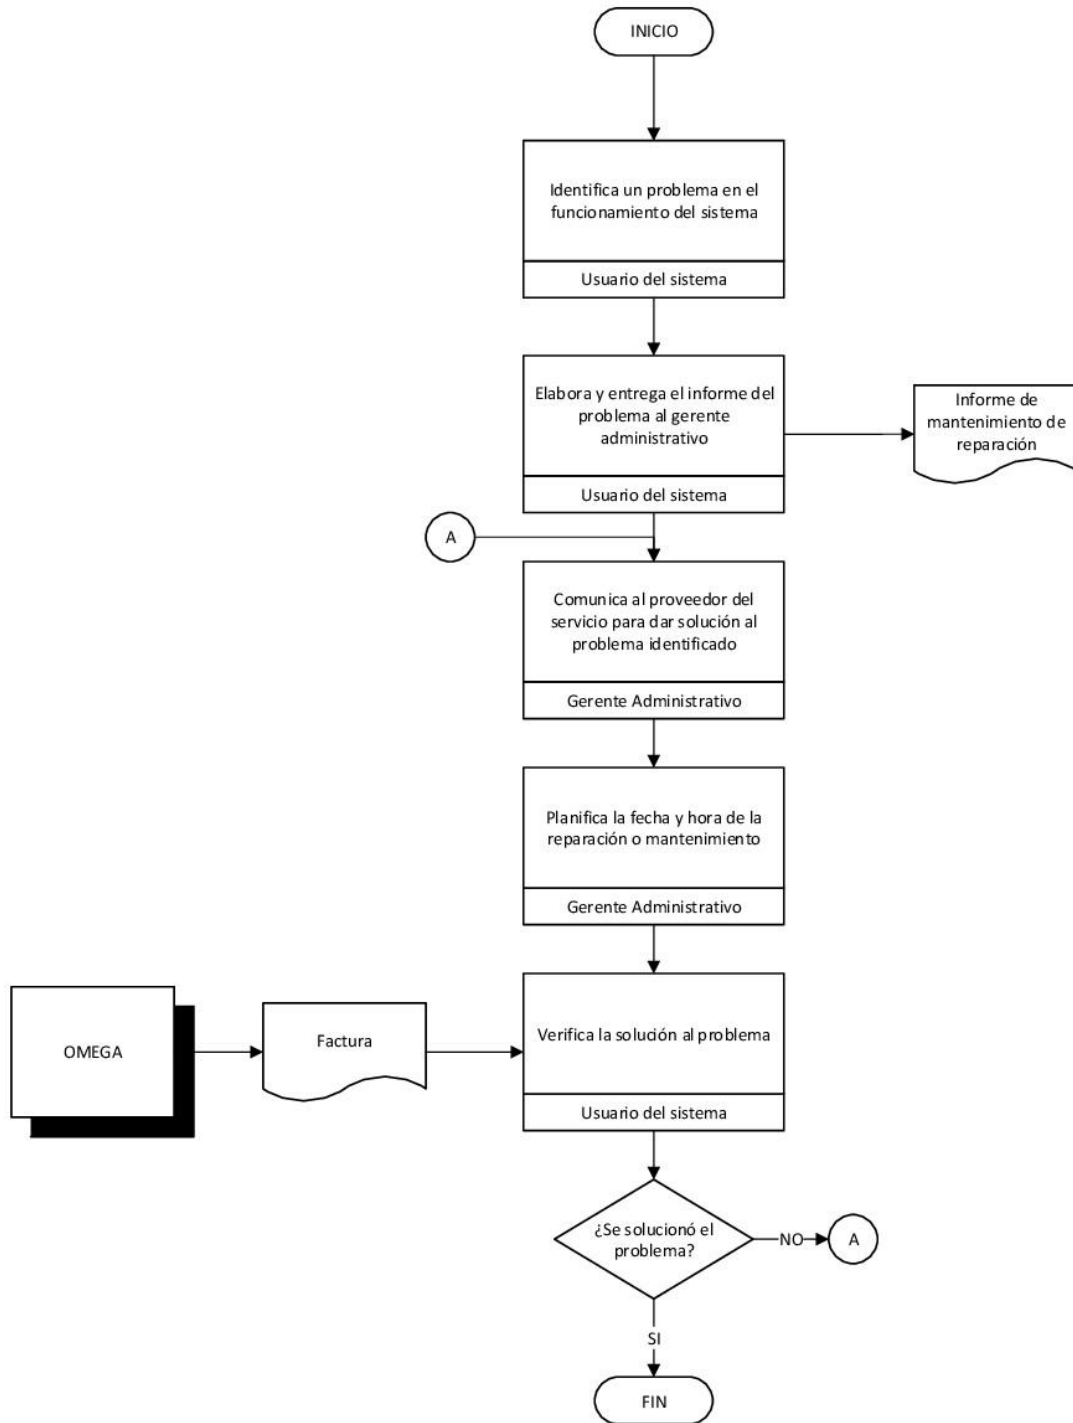 INICIO
Identifica un problema en el
funcionamiento del sistema
Usuario del sistema
Elabora y entrega el informe del
problema al gerente
administrativo
Usuario del sistema
Informe de
mantenimiento de
reparación
A
Comunica al proveedor del
servicio para dar solución al
problema identificado
Gerente Administrativo
Planifica la fecha y hora de la
reparación o mantenimiento
Gerente Administrativo
OMEGA
Factura
Verifica la solución al problema
Usuario del sistema
¿Se solucionó el
problema?
NO
A
SI
FIN